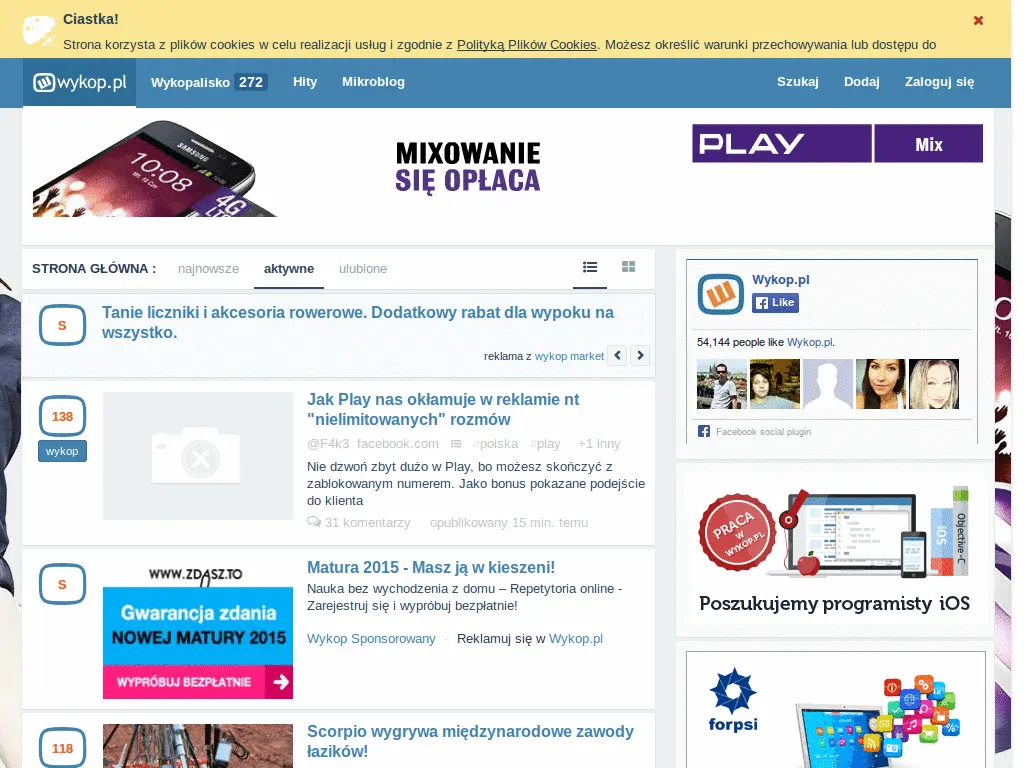 Ciastka!
Strona korzysta z plików cookies w celu realizacji usług i zgodnie z Polityką Plików Cookies. Możesz określić warunki przechowywania lub dostępu do
wykop.pl Wykopalisko 272 Hity Mikroblog Szukaj Dodaj Zaloguj się
SAMSUNG
10:08
4G
LTE
MIXOWANIE
SIĘ OPŁACA
PLAY Mix
STRONA GŁÓWNA : najnowsze aktywne ulubione
S
Tanie liczniki i akcesoria rowerowe. Dodatkowy rabat dla wypoku na
wszystko.
reklama z wykop market
138
wykop
Jak Play nas okłamuje w reklamie nt
"nielimitowanych" rozmów
@F4k3 facebook.com #polska #play +1 inny
Nie dzwoń zbyt dużo w Play, bo możesz skończyć z
zablokowanym numerem. Jako bonus pokazane podejście
do klienta
31 komentarzy opublikowany 15 min. temu
S
WWW.ZDASZ.TO
Gwarancja zdania
NOWEJ MATURY 2015
WYPRÓBUJ BEZPŁATNIE
Matura 2015 - Masz ją w kieszeni!
Nauka bez wychodzenia z domu – Repetytoria online -
Zarejestruj się i wypróbuj bezpłatnie!
Wykop Sponsorowany · Reklamuj się w Wykop.pl
118
Scorpio wygrywa międzynarodowe zawody
łazików!
Wykop.pl
Like
54,144 people like Wykop.pl.
Facebook social plugin
PRACA
W
WYKOP.PL
iOS
Objective-C
Poszukujemy programisty iOS
forpsi